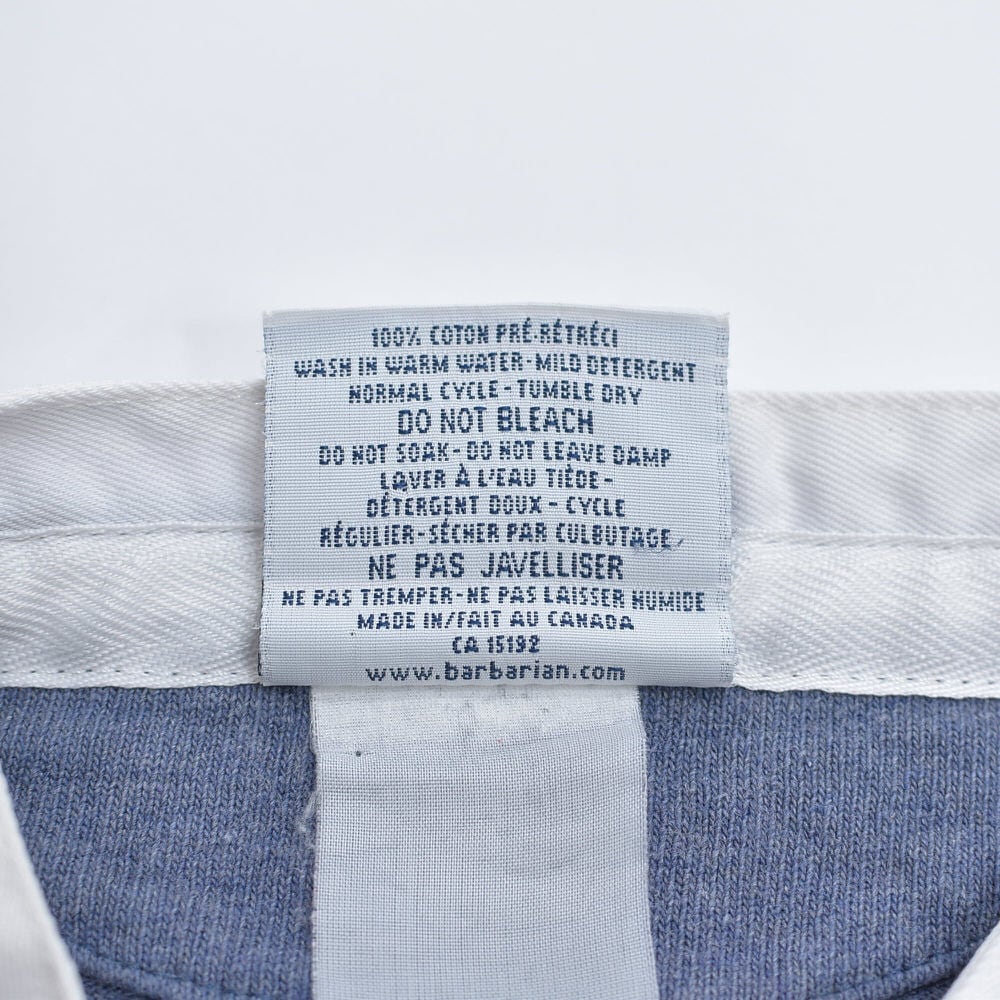 100% COTON PRÉ-RÉTRÉCI
WASH IN WARM WATER-MILD DETERGENT
NORMAL CYCLE-TUMBLE DRY
DO NOT BLEACH
DO NOT SOAK-DO NOT LEAVE DAMP
LAVER À L'EAU TIÈDE-
DÉTERGENT DOUX - CYCLE
RÉGULIER-SÉCHER PAR CULBUTAGE
NE PAS JAVELLISER
NE PAS TREMPER-NE PAS LAISSER HUMIDE
MADE IN/FAIT AU CANADA
CA 15192
www.barbarian.com